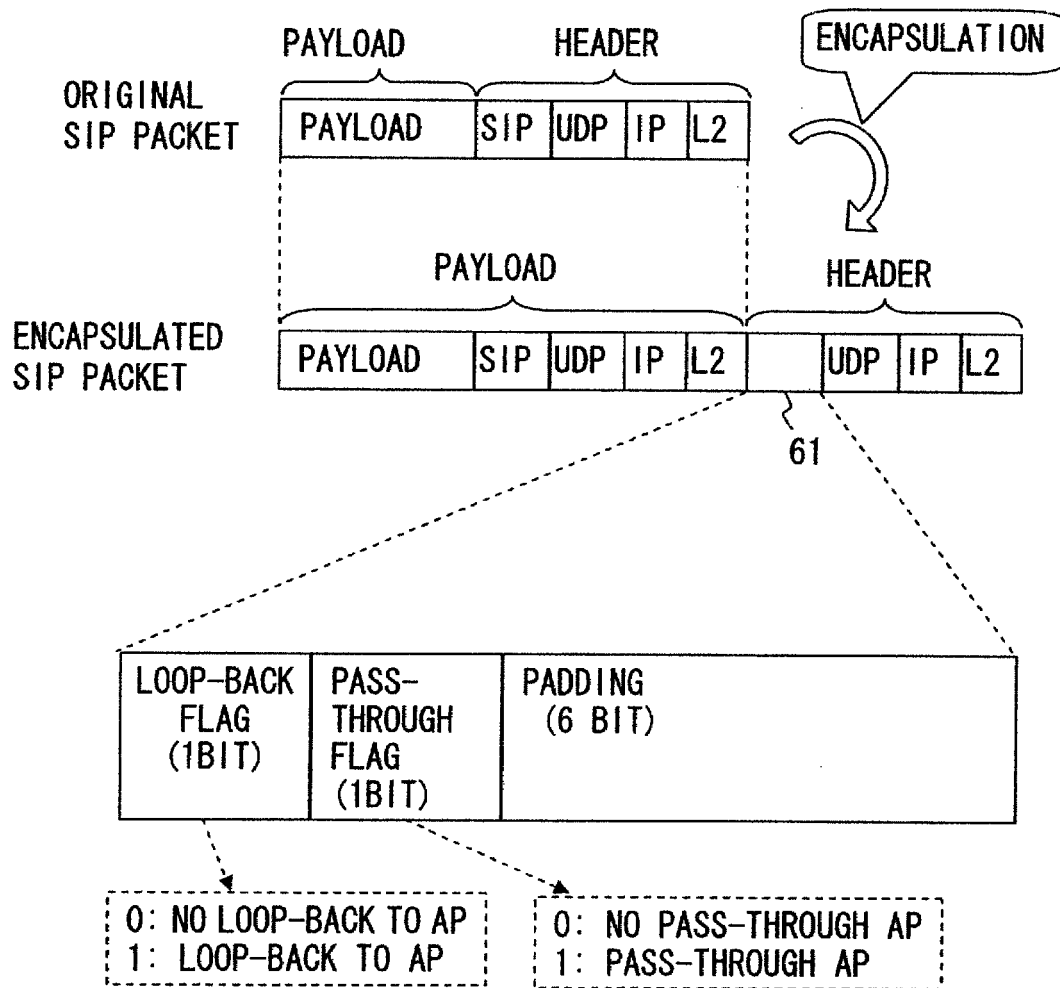 PAYLOAD HEADER ENCAPSULATION
ORIGINAL
SIP PACKET
PAYLOAD SIP UDP IP L2
PAYLOAD HEADER
ENCAPSULATED
SIP PACKET
PAYLOAD SIP UDP IP L2 UDP IP L2
61
LOOP-BACK
FLAG
(1BIT)
PASS-
THROUGH
FLAG
(1BIT)
PADDING
(6 BIT)
0: NO LOOP-BACK TO AP
1: LOOP-BACK TO AP
0: NO PASS-THROUGH AP
1: PASS-THROUGH AP